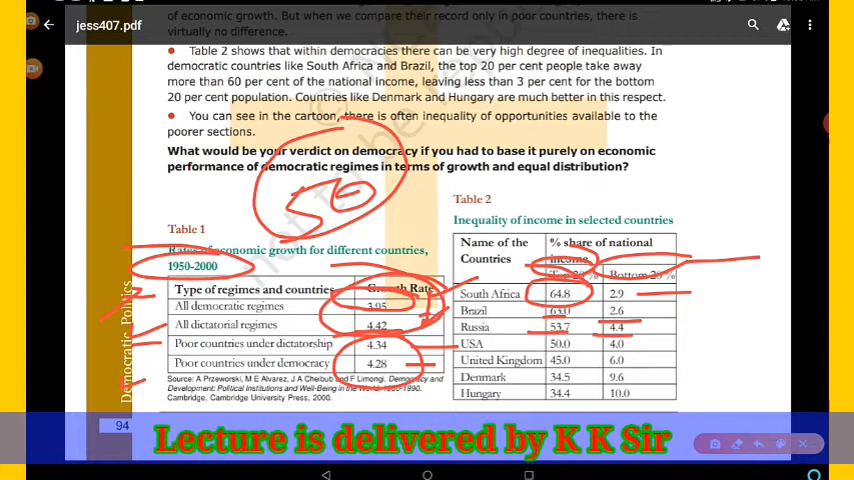 jess407.pdf
of economic growth. But when we compare their record only in poor countries, there is
virtually no difference.
• Table 2 shows that within democracies there can be very high degree of inequalities. In
democratic countries like South Africa and Brazil, the top 20 per cent people take away
more than 60 per cent of the national income, leaving less than 3 per cent for the bottom
20 per cent population. Countries like Denmark and Hungary are much better in this respect.
• You can see in the cartoon, there is often inequality of opportunities available to the
poorer sections.
What would be your verdict on democracy if you had to base it purely on economic
performance of democratic regimes in terms of growth and equal distribution?
Table 1
Rates of economic growth for different countries,
1950-2000
Type of regimes and countries Growth Rate
All democratic regimes 3.95
All dictatorial regimes 4.42
Poor countries under dictatorship 4.34
Poor countries under democracy 4.28
Source: A Przeworski, M E Alvarez, J A Cheibub and F Limongi, Democracy and
Development: Political Institutions and Well-Being in the World, 1950-1990.
Cambridge, Cambridge University Press, 2000.
Table 2
Inequality of income in selected countries
Name of the Countries % share of national income
Top 20 % Bottom 20 %
South Africa 64.8 2.9
Brazil 63.0 2.6
Russia 53.7 4.4
USA 50.0 4.0
United Kingdom 45.0 6.0
Denmark 34.5 9.6
Hungary 34.4 10.0
Democratic Politics
94
Lecture is delivered by K K Sir